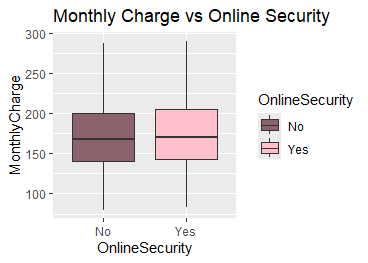 Monthly Charge vs Online Security
300
250
200
150
100
MonthlyCharge
No
Yes
OnlineSecurity
OnlineSecurity
No
Yes